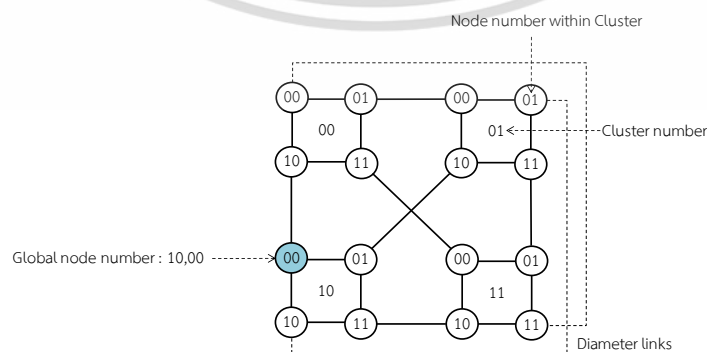 Node number within Cluster
00 01 00 01
00 01 Cluster number
10 11 10 11
Global node number : 10,00 00 01 00 01
10 11
10 11 10 11
Diameter links